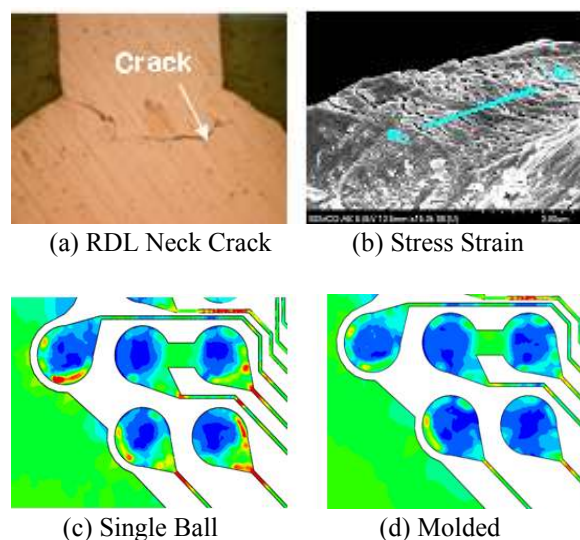 Crack
(a) RDL Neck Crack
(b) Stress Strain
(c) Single Ball
(d) Molded